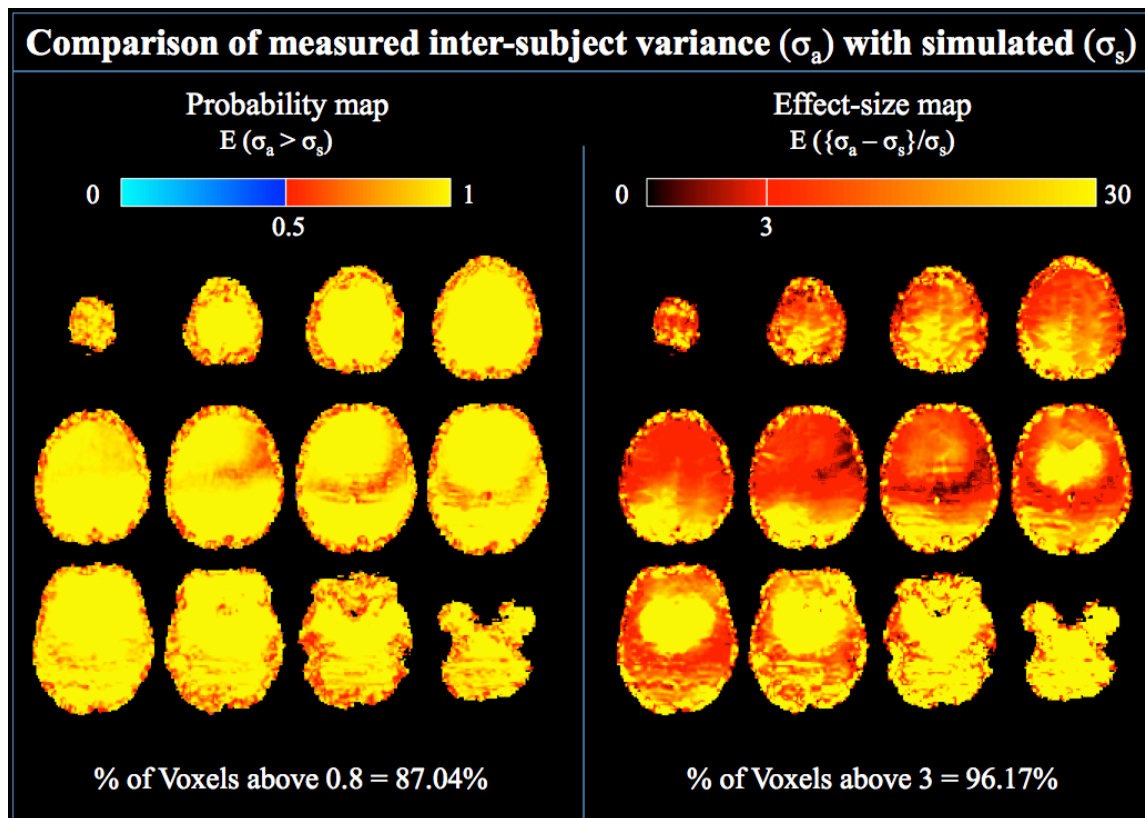 Comparison of measured inter-subject variance (σₐ) with simulated (σₛ)
Probability map
E (σₐ > σₛ)
0
1
0.5
Effect-size map
E ({σₐ – σₛ}/σₛ)
0
30
3
% of Voxels above 0.8 = 87.04%
% of Voxels above 3 = 96.17%